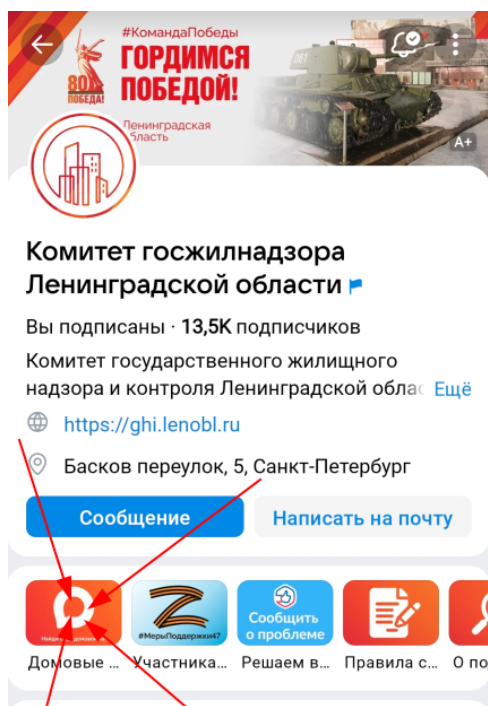 #КомандаПобеды
ГОРДИМСЯ
ПОБЕДОЙ!
80
ПОБЕДА!
Ленинградская
область
A+
Комитет госжилнадзора
Ленинградской области
Вы подписаны · 13,5K подписчиков
Комитет государственного жилищного
надзора и контроля Ленинградской облас Ещё
https://ghi.lenobl.ru
Басков переулок, 5, Санкт-Петербург
Сообщение
Написать на почту
#МерыПоддержки47
Сообщить
о проблеме
Домовые ...
Участника...
Решаем в...
Правила с...
О по